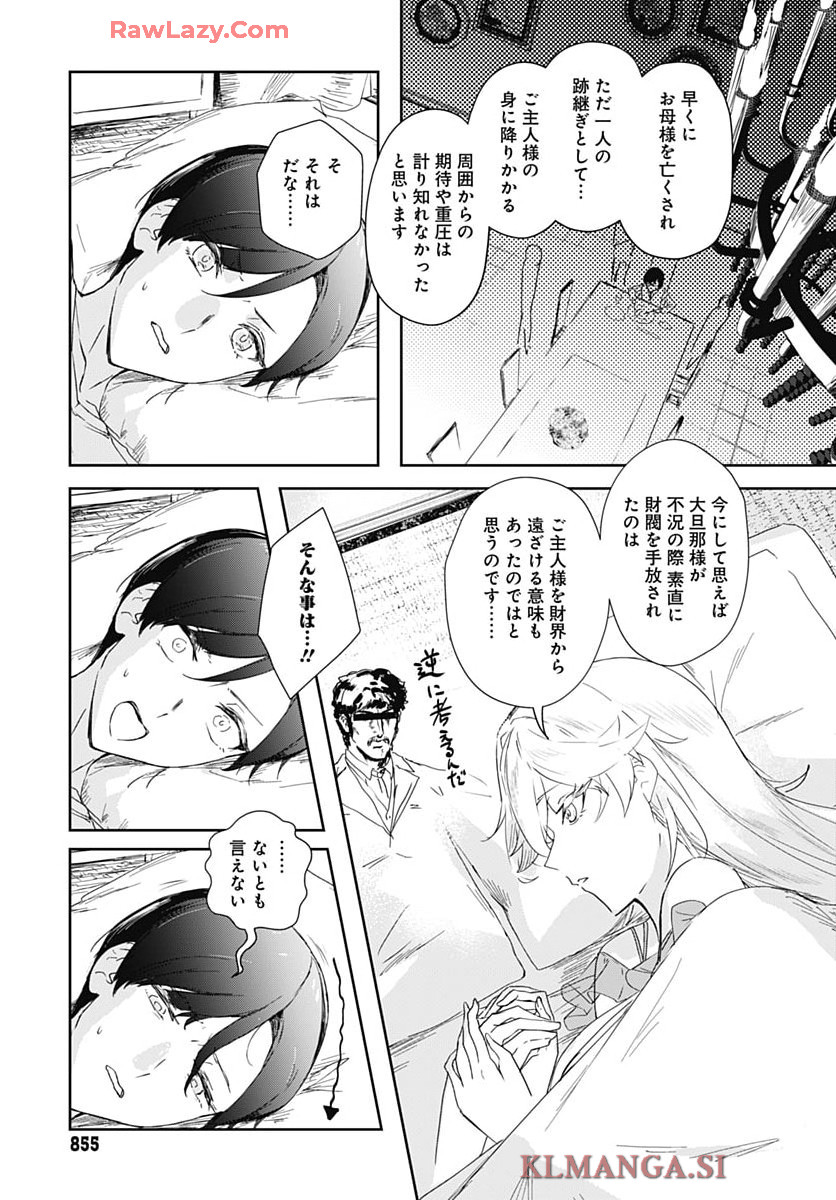 RawLazy.Com
早くに
お母様を亡くされ
ただ一人の
跡継ぎとして…
ご主人様の
身に降りかかる
周囲からの
期待や重圧は
計り知れなかった
と思います
そ
それは
だな……
今にして思えば
大旦那様が
不況の際 素直に
財閥を手放され
たのは
ご主人様を財界から
遠ざける意味も
あったのではと
思うのです……
逆に考えるんだ
そんな事は…!!
……
ないとも
言えない
855
KLMANGA.SI